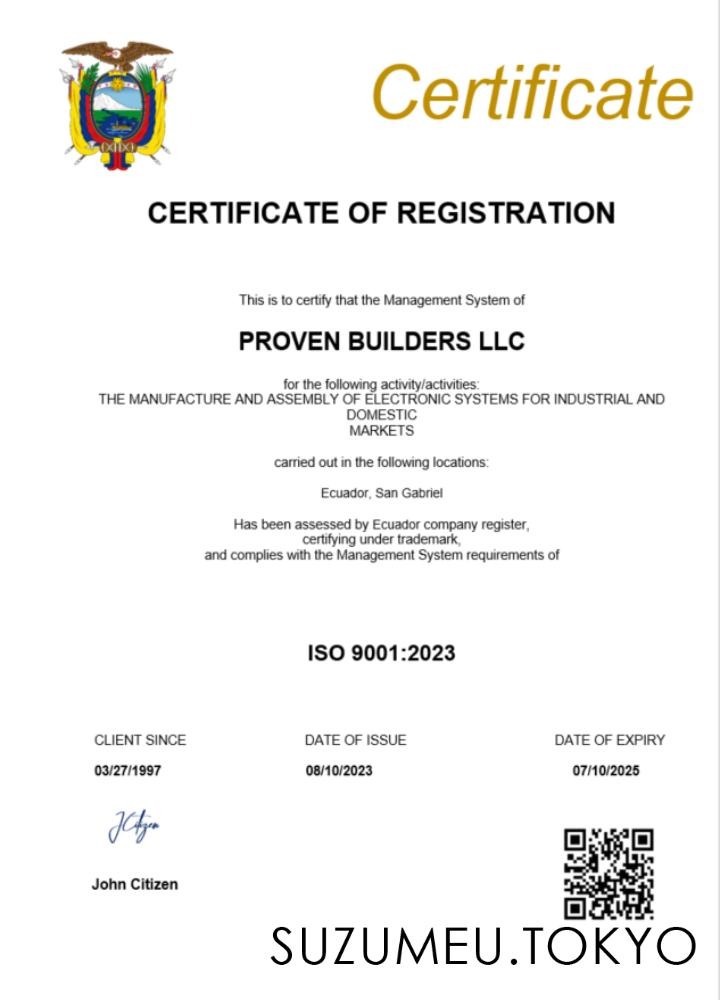 Certificate
CERTIFICATE OF REGISTRATION
This is to certify that the Management System of
PROVEN BUILDERS LLC
for the following activity/activities:
THE MANUFACTURE AND ASSEMBLY OF ELECTRONIC SYSTEMS FOR INDUSTRIAL AND
DOMESTIC
MARKETS
carried out in the following locations:
Ecuador, San Gabriel
Has been assessed by Ecuador company register,
certifying under trademark,
and complies with the Management System requirements of
ISO 9001:2023
CLIENT SINCE DATE OF ISSUE DATE OF EXPIRY
03/27/1997 08/10/2023 07/10/2025
JCitizen
John Citizen
SUZUMEU.TOKYO